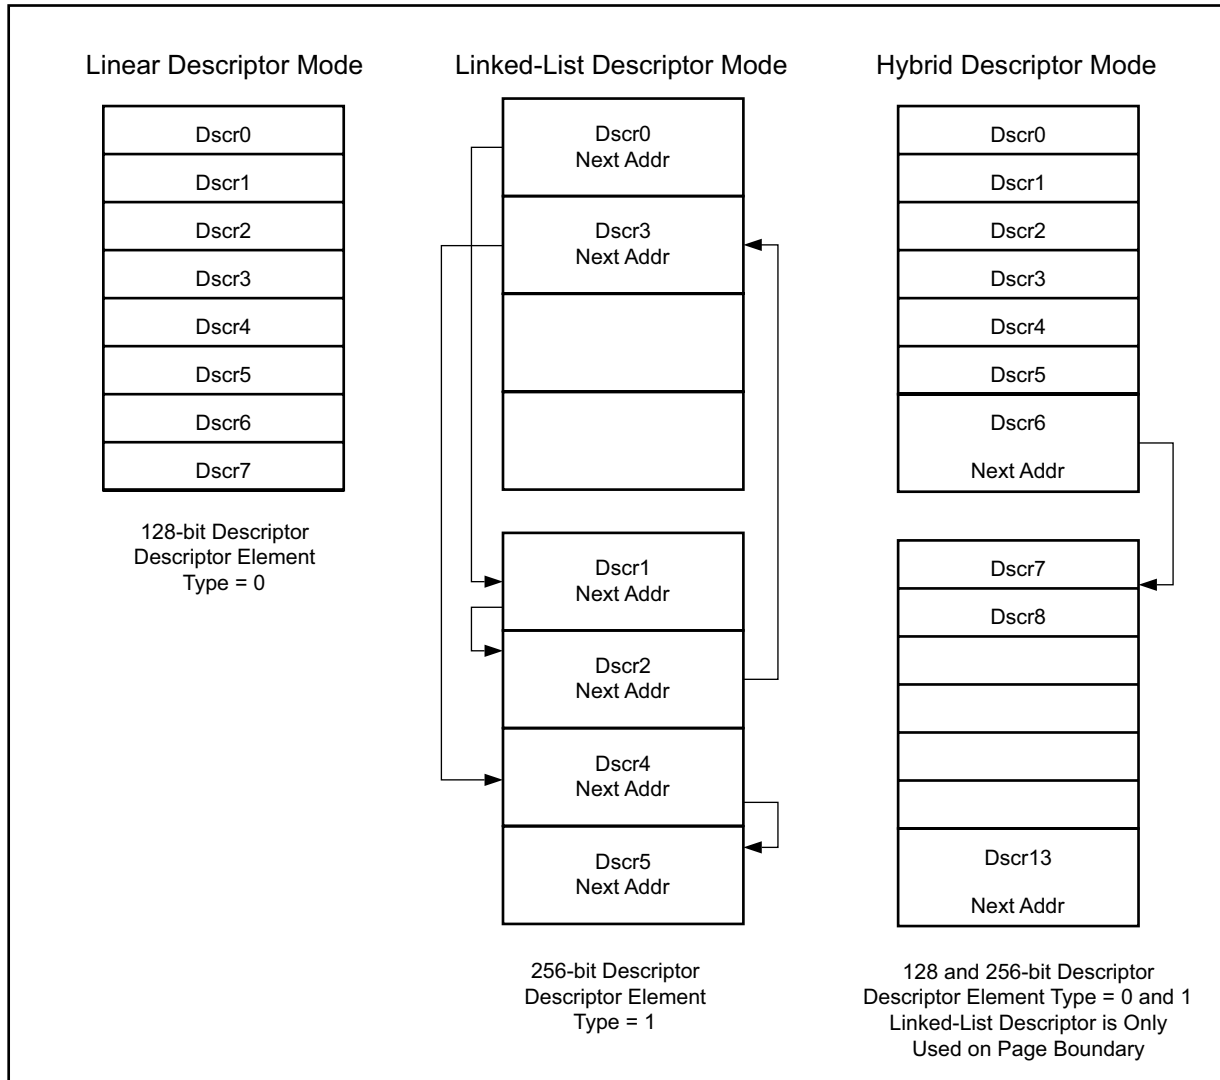 Linear Descriptor Mode
Dscr0
Dscr1
Dscr2
Dscr3
Dscr4
Dscr5
Dscr6
Dscr7
128-bit Descriptor
Descriptor Element
Type = 0
Linked-List Descriptor Mode
Dscr0
Next Addr
Dscr3
Next Addr
Dscr1
Next Addr
Dscr2
Next Addr
Dscr4
Next Addr
Dscr5
Next Addr
256-bit Descriptor
Descriptor Element
Type = 1
Hybrid Descriptor Mode
Dscr0
Dscr1
Dscr2
Dscr3
Dscr4
Dscr5
Dscr6
Next Addr
Dscr7
Dscr8
Dscr13
Next Addr
128 and 256-bit Descriptor
Descriptor Element Type = 0 and 1
Linked-List Descriptor is Only
Used on Page Boundary